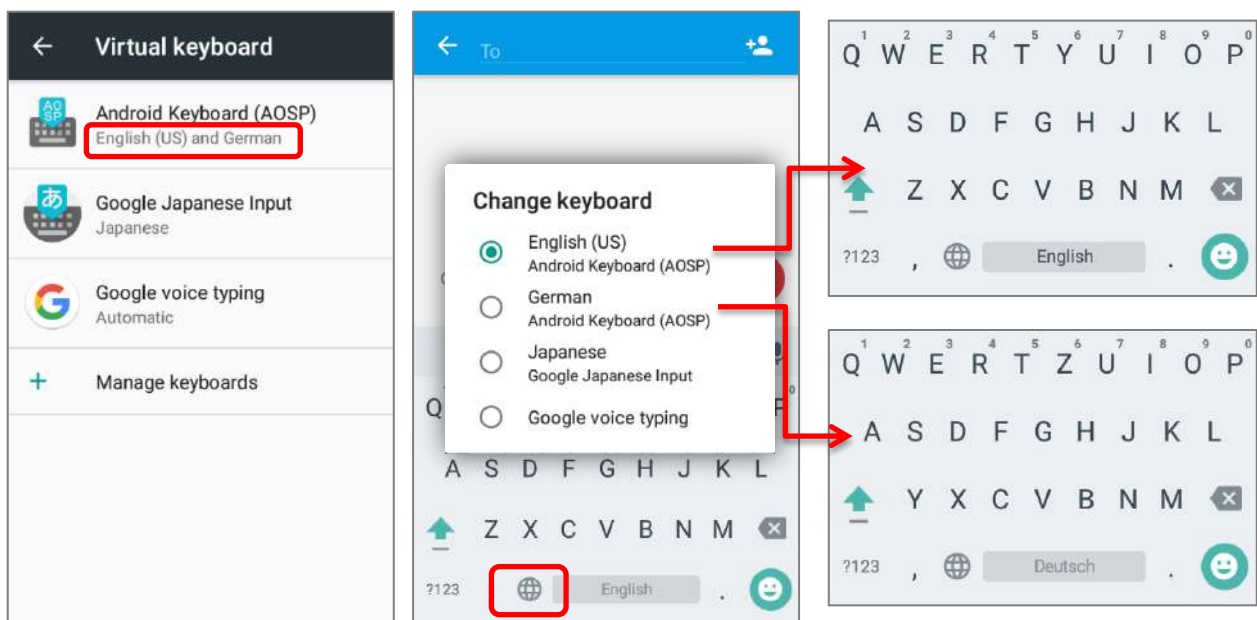 Virtual keyboard
AO
SP
Android Keyboard (AOSP)
English (US) and German
あ
Google Japanese Input
Japanese
G
Google voice typing
Automatic
+ Manage keyboards
To
Change keyboard
English (US)
Android Keyboard (AOSP)
German
Android Keyboard (AOSP)
Japanese
Google Japanese Input
Google voice typing
Q 0
A S D F G H J K L
Z X C V B N M
?123 English .
1 2 3 4 5 6 7 8 9 0
Q W E R T Y U I O P
A S D F G H J K L
Z X C V B N M
?123 , English .
1 2 3 4 5 6 7 8 9 0
Q W E R T Z U I O P
A S D F G H J K L
Y X C V B N M
?123 , Deutsch .